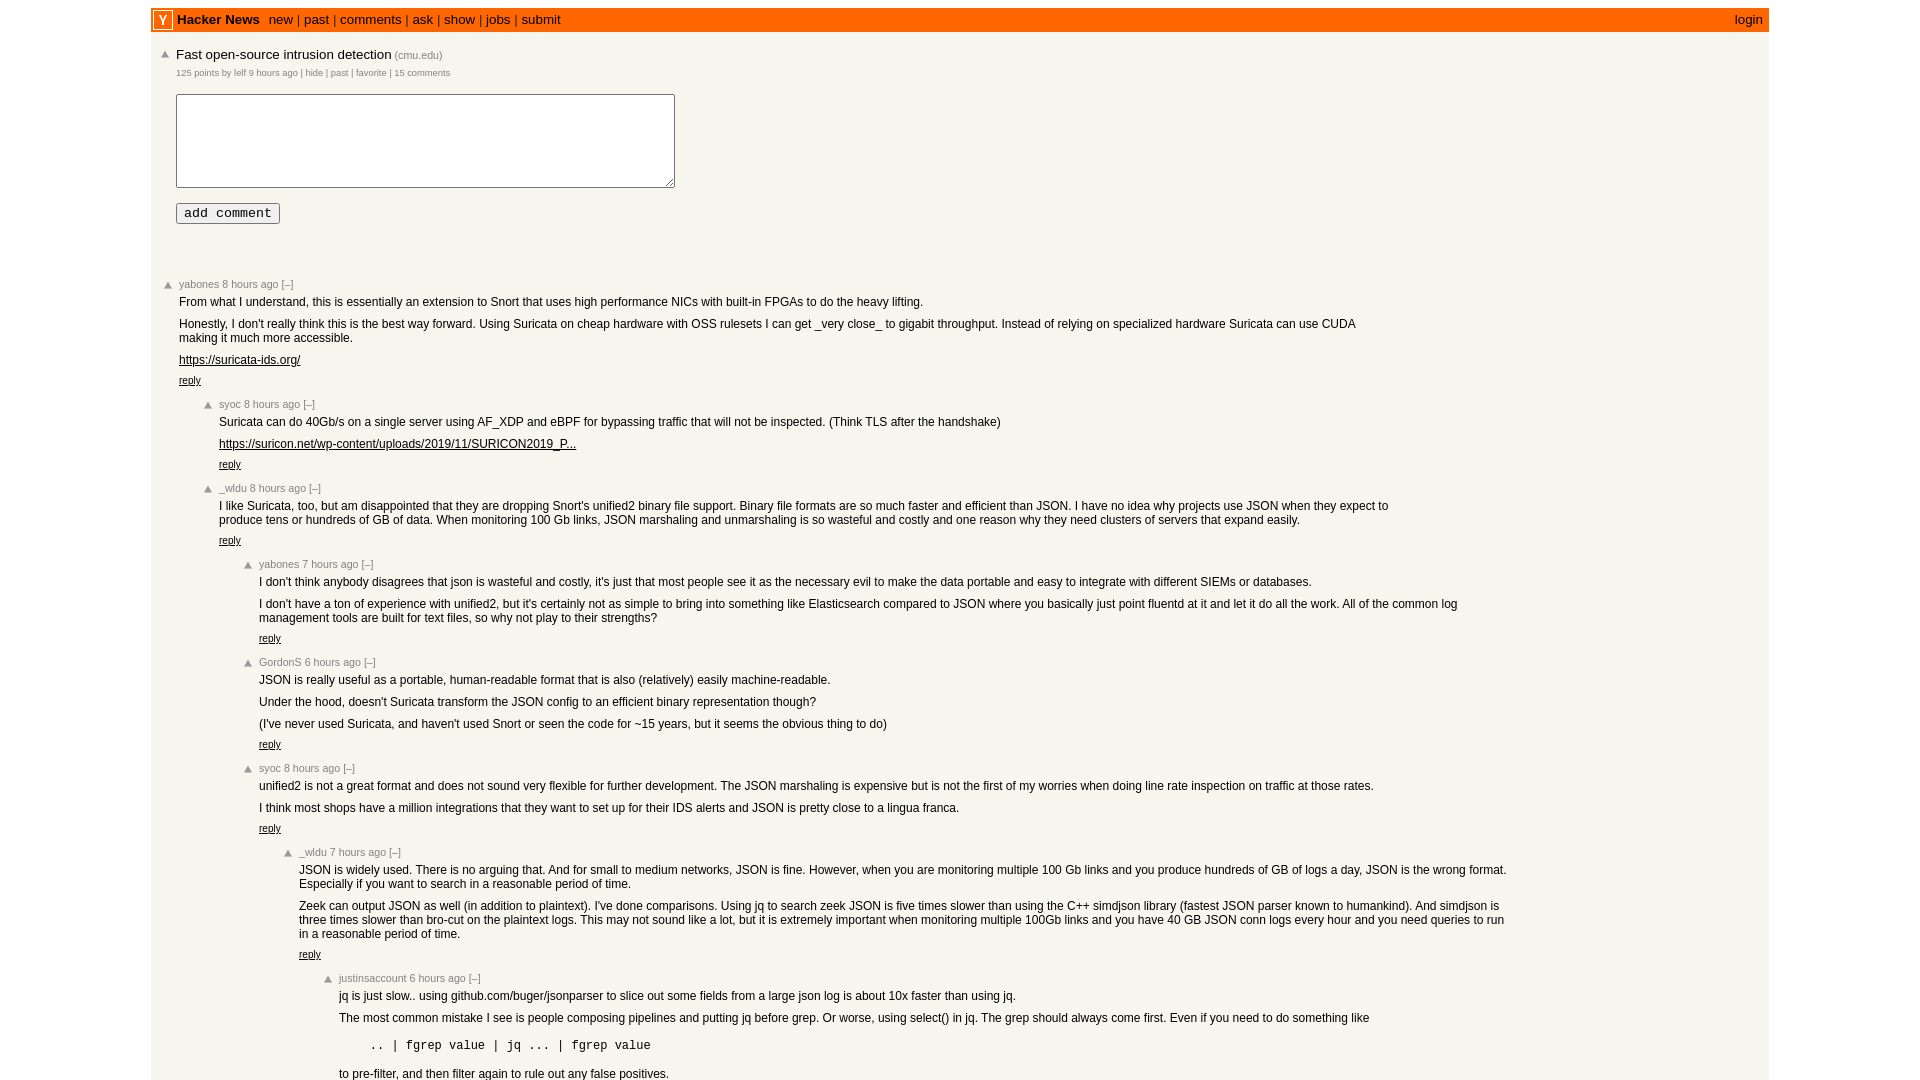 Y Hacker News new | past | comments | ask | show | jobs | submit login
Fast open-source intrusion detection (cmu.edu)
125 points by lelf 9 hours ago | hide | past | favorite | 15 comments
add comment
yabones 8 hours ago [–]
From what I understand, this is essentially an extension to Snort that uses high performance NICs with built-in FPGAs to do the heavy lifting.
Honestly, I don't really think this is the best way forward. Using Suricata on cheap hardware with OSS rulesets I can get _very close_ to gigabit throughput. Instead of relying on specialized hardware Suricata can use CUDA
making it much more accessible.
https://suricata-ids.org/
reply
syoc 8 hours ago [–]
Suricata can do 40Gb/s on a single server using AF_XDP and eBPF for bypassing traffic that will not be inspected. (Think TLS after the handshake)
https://suricon.net/wp-content/uploads/2019/11/SURICON2019_P...
reply
_wldu 8 hours ago [–]
I like Suricata, too, but am disappointed that they are dropping Snort's unified2 binary file support. Binary file formats are so much faster and efficient than JSON. I have no idea why projects use JSON when they expect to
produce tens or hundreds of GB of data. When monitoring 100 Gb links, JSON marshaling and unmarshaling is so wasteful and costly and one reason why they need clusters of servers that expand easily.
reply
yabones 7 hours ago [–]
I don't think anybody disagrees that json is wasteful and costly, it's just that most people see it as the necessary evil to make the data portable and easy to integrate with different SIEMs or databases.
I don't have a ton of experience with unified2, but it's certainly not as simple to bring into something like Elasticsearch compared to JSON where you basically just point fluentd at it and let it do all the work. All of the common log
management tools are built for text files, so why not play to their strengths?
reply
GordonS 6 hours ago [–]
JSON is really useful as a portable, human-readable format that is also (relatively) easily machine-readable.
Under the hood, doesn't Suricata transform the JSON config to an efficient binary representation though?
(I've never used Suricata, and haven't used Snort or seen the code for ~15 years, but it seems the obvious thing to do)
reply
syoc 8 hours ago [–]
unified2 is not a great format and does not sound very flexible for further development. The JSON marshaling is expensive but is not the first of my worries when doing line rate inspection on traffic at those rates.
I think most shops have a million integrations that they want to set up for their IDS alerts and JSON is pretty close to a lingua franca.
reply
_wldu 7 hours ago [–]
JSON is widely used. There is no arguing that. And for small to medium networks, JSON is fine. However, when you are monitoring multiple 100 Gb links and you produce hundreds of GB of logs a day, JSON is the wrong format.
Especially if you want to search in a reasonable period of time.
Zeek can output JSON as well (in addition to plaintext). I've done comparisons. Using jq to search zeek JSON is five times slower than using the C++ simdjson library (fastest JSON parser known to humankind). And simdjson is
three times slower than bro-cut on the plaintext logs. This may not sound like a lot, but it is extremely important when monitoring multiple 100Gb links and you have 40 GB JSON conn logs every hour and you need queries to run
in a reasonable period of time.
reply
justinsaccount 6 hours ago [–]
jq is just slow.. using github.com/buger/jsonparser to slice out some fields from a large json log is about 10x faster than using jq.
The most common mistake I see is people composing pipelines and putting jq before grep. Or worse, using select() in jq. The grep should always come first. Even if you need to do something like
.. | fgrep value | jq ... | fgrep value
to pre-filter, and then filter again to rule out any false positives.